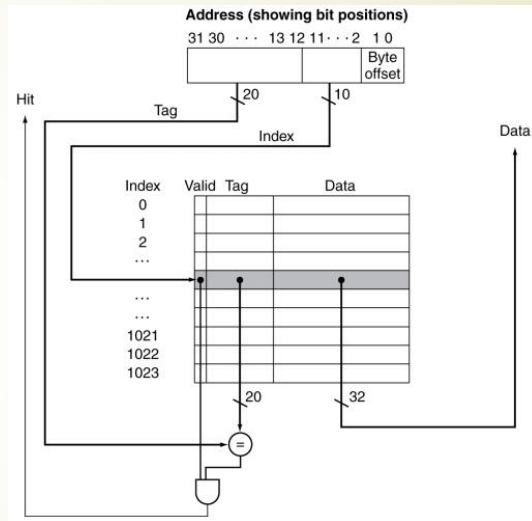 Address (showing bit positions)
31 30 · · · 13 12 11 · · · 2 1 0
Byte
offset
Hit
20
10
Tag
Index
Data
Index Valid Tag Data
0
1
2
...
...
...
1021
1022
1023
20
32
=